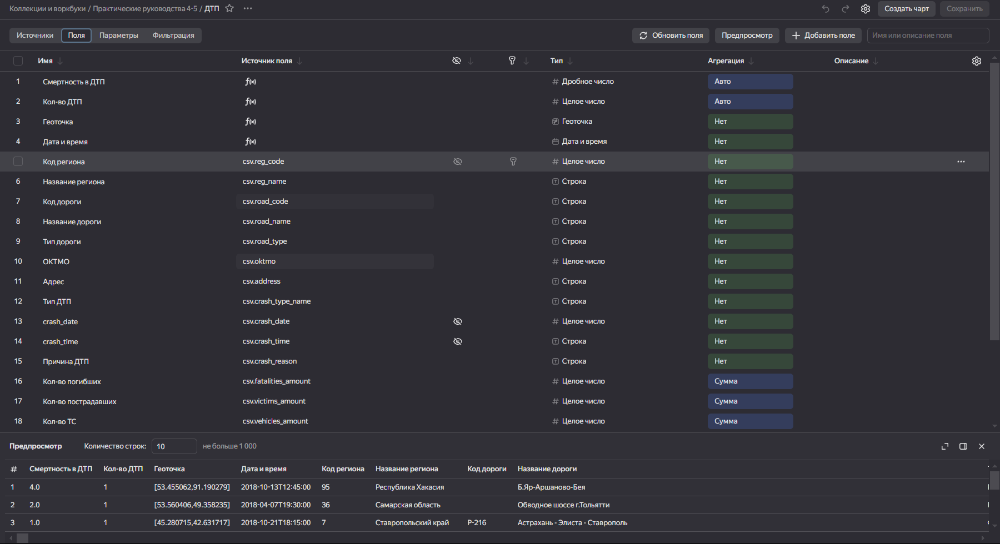 Коллекции и воркбуки / Практические руководства 4-5 / ДТП
Создать чарт
Сохранить
Источники Поля Параметры Фильтрация
Обновить поля Предпросмотр Добавить поле Имя или описание поля
Имя Источник поля Тип Агрегация Описание
1 Смертность в ДТП f(x) # Дробное число Авто
2 Кол-во ДТП f(x) # Целое число Авто
3 Геоточка f(x) Геоточка Нет
4 Дата и время f(x) Дата и время Нет
Код региона csv.reg_code # Целое число Нет
6 Название региона csv.reg_name Строка Нет
7 Код дороги csv.road_code Строка Нет
8 Название дороги csv.road_name Строка Нет
9 Тип дороги csv.road_type Строка Нет
10 ОКТМО csv.oktmo # Целое число Нет
11 Адрес csv.address Строка Нет
12 Тип ДТП csv.crash_type_name Строка Нет
13 crash_date csv.crash_date # Целое число Нет
14 crash_time csv.crash_time Строка Нет
15 Причина ДТП csv.crash_reason Строка Нет
16 Кол-во погибших csv.fatalities_amount # Целое число Сумма
17 Кол-во пострадавших csv.victims_amount # Целое число Сумма
18 Кол-во ТС csv.vehicles_amount # Целое число Сумма
Предпросмотр Количество строк: 10 не больше 1 000
# Смертность в ДТП Кол-во ДТП Геоточка Дата и время Код региона Название региона Код дороги Название дороги
1 4.0 1 [53.455062,91.190279] 2018-10-13T12:45:00 95 Республика Хакасия Б.Яр-Аршаново-Бея
2 2.0 1 [53.560406,49.358235] 2018-04-07T19:30:00 36 Самарская область Обводное шоссе г.Тольятти
3 1.0 1 [45.280715,42.631717] 2018-10-21T18:15:00 7 Ставропольский край Р-216 Астрахань - Элиста - Ставрополь